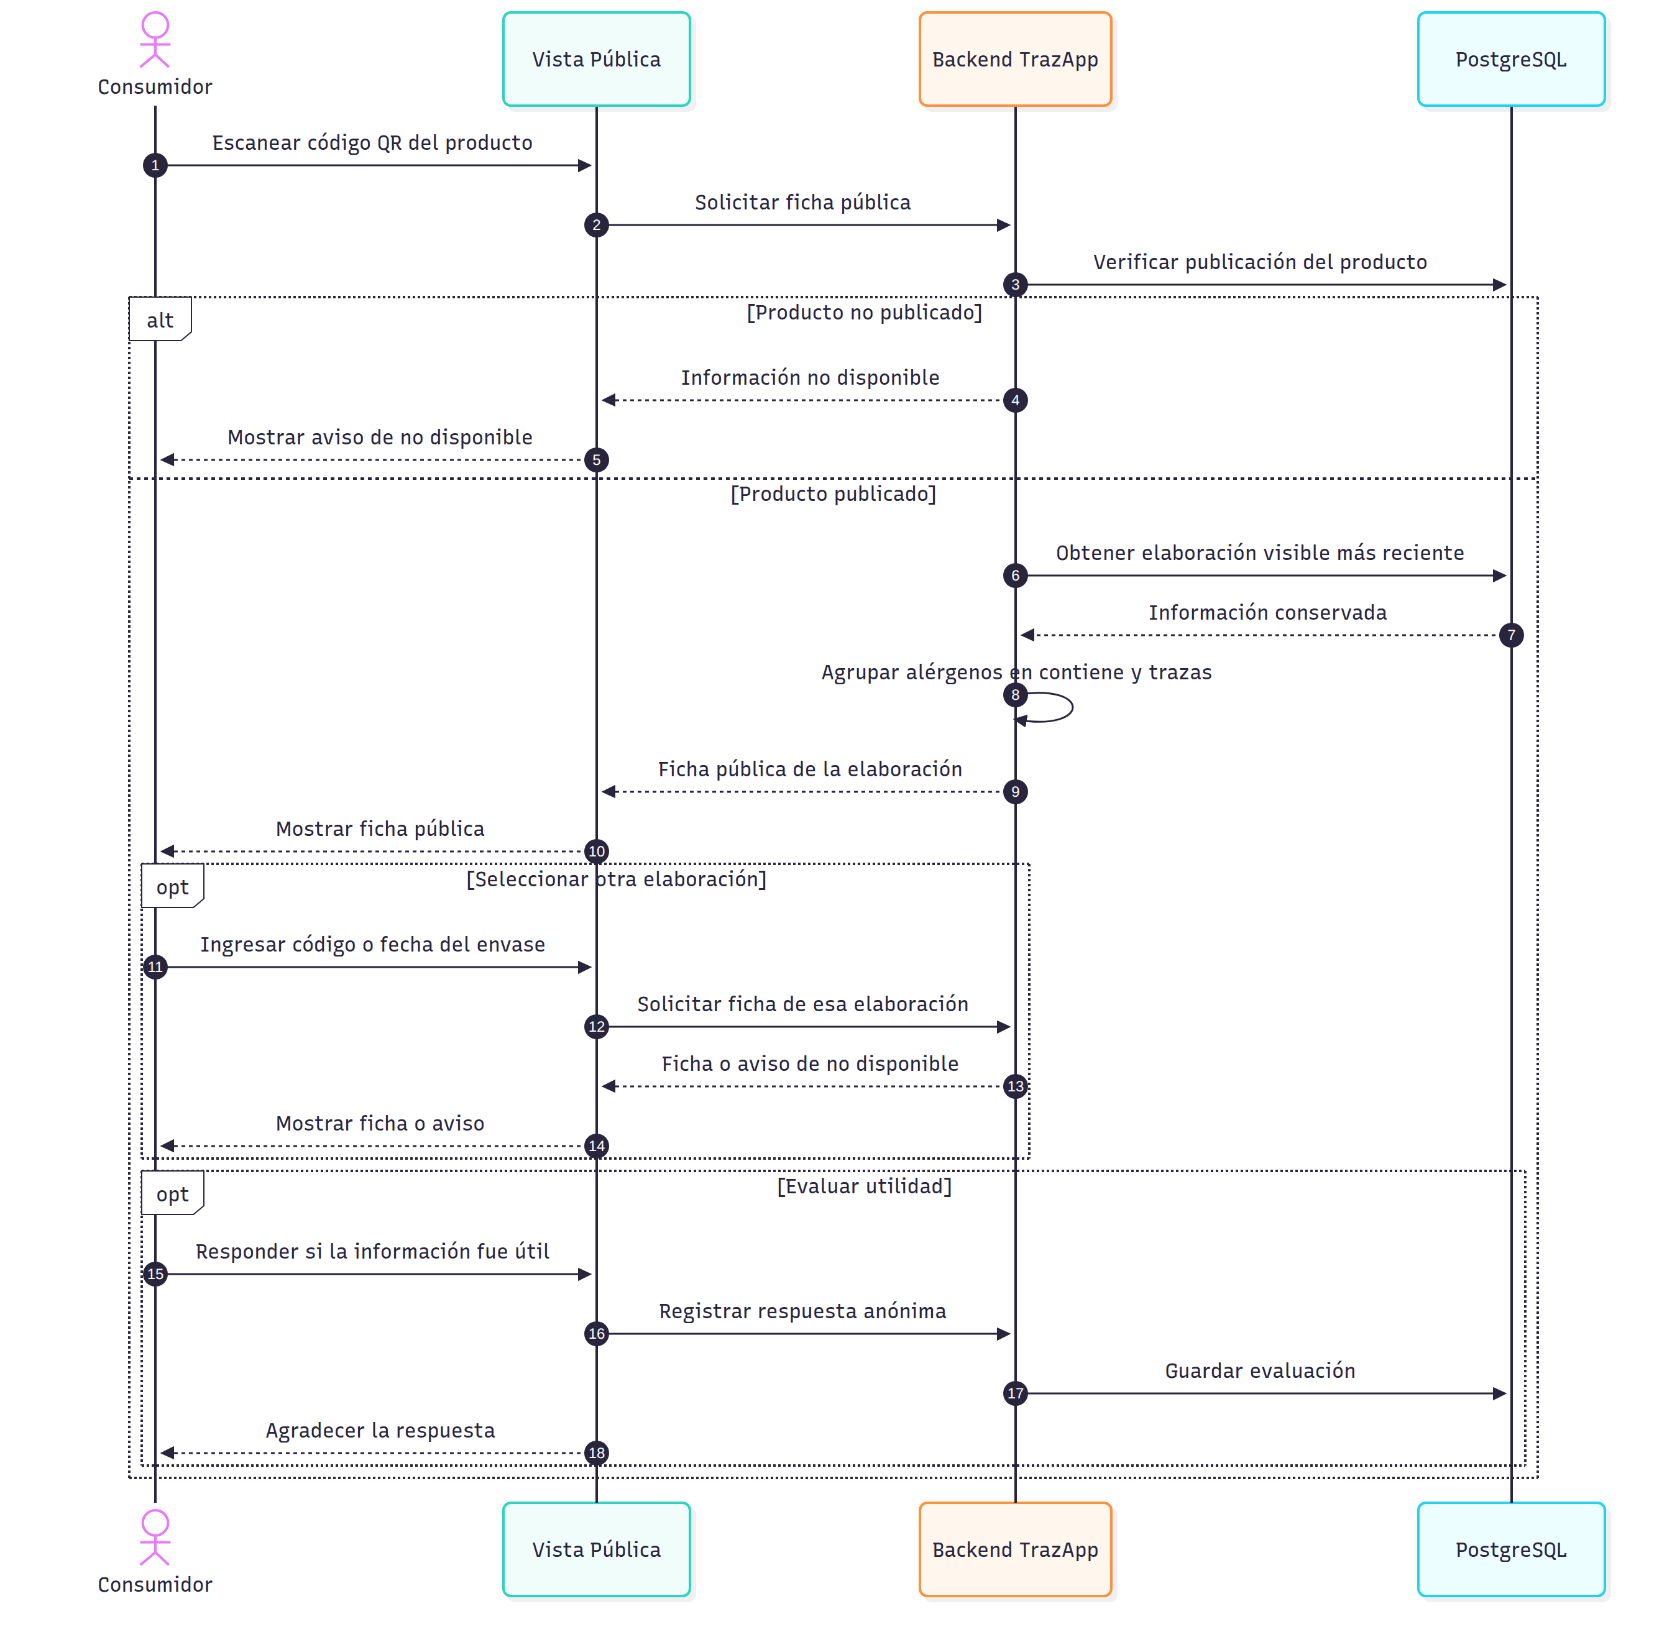 Consumidor
Vista Pública
Backend TrazApp
PostgreSQL
Escanear código QR del producto
1
Solicitar ficha pública
2
Verificar publicación del producto
3
alt
[Producto no publicado]
Información no disponible
4
Mostrar aviso de no disponible
5
[Producto publicado]
Obtener elaboración visible más reciente
6
Información conservada
7
Agrupar alérgenos en contiene y trazas
8
Ficha pública de la elaboración
9
Mostrar ficha pública
10
opt
[Seleccionar otra elaboración]
Ingresar código o fecha del envase
11
Solicitar ficha de esa elaboración
12
Ficha o aviso de no disponible
13
Mostrar ficha o aviso
14
opt
[Evaluar utilidad]
Responder si la información fue útil
15
Registrar respuesta anónima
16
Guardar evaluación
17
Agradecer la respuesta
18
Consumidor
Vista Pública
Backend TrazApp
PostgreSQL